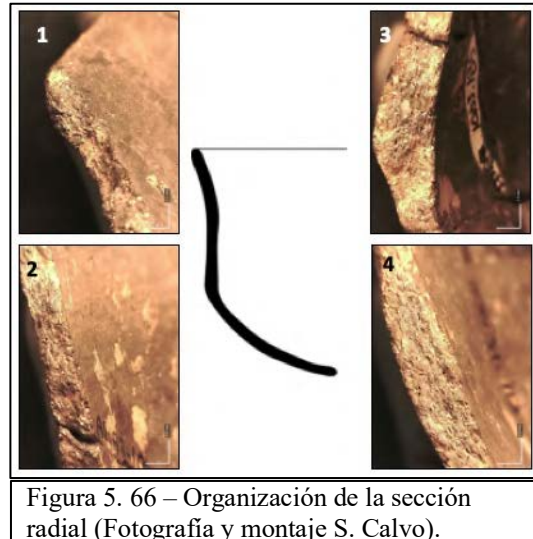 1
3
2
4
Figura 5. 66 – Organización de la sección
radial (Fotografía y montaje S. Calvo).